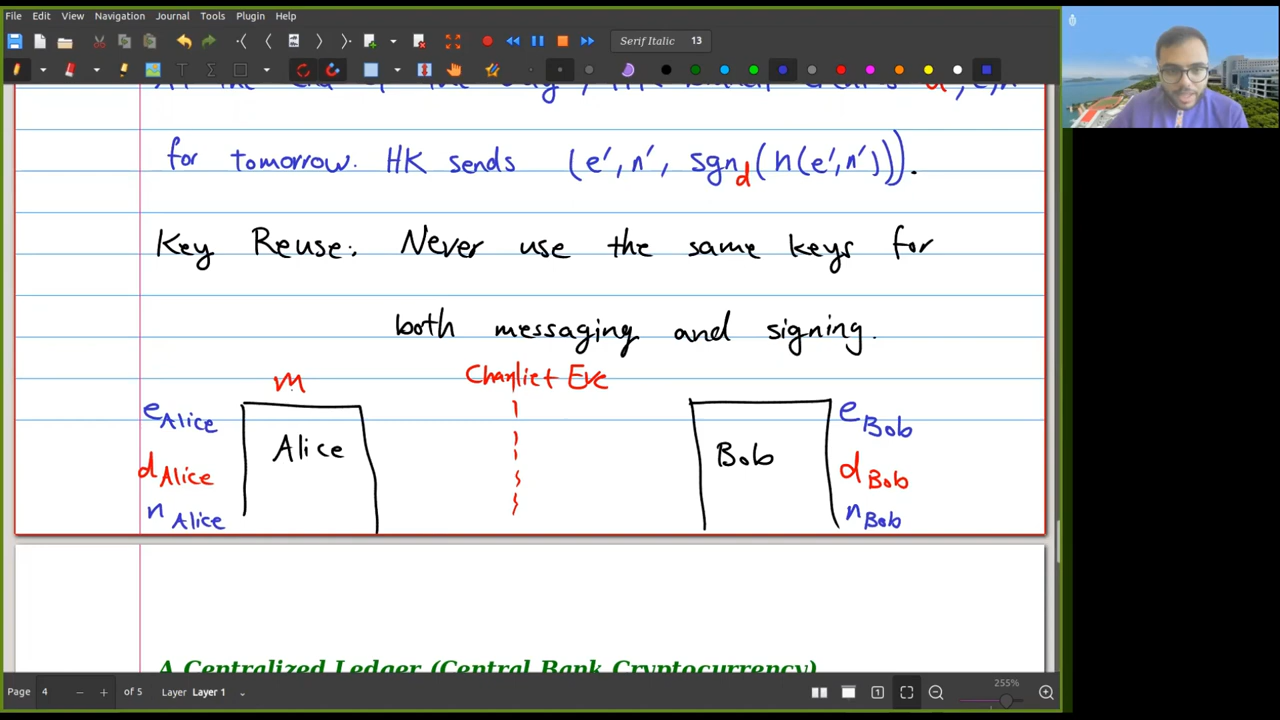 File Edit View Navigation Journal Tools Plugin Help
Serif Italic 13
for tomorrow. HK sends (e', n', sgn_d(h(e', n'))).
Key Reuse: Never use the same keys for
both messaging and signing.
m Charlie+ Eve
e_Alice e_Bob
Alice Bob
d_Alice d_Bob
n_Alice n_Bob
A Centralized Ledger (Central Bank Cryptocurrency)
Page 4 of 5 Layer Layer 1 255%